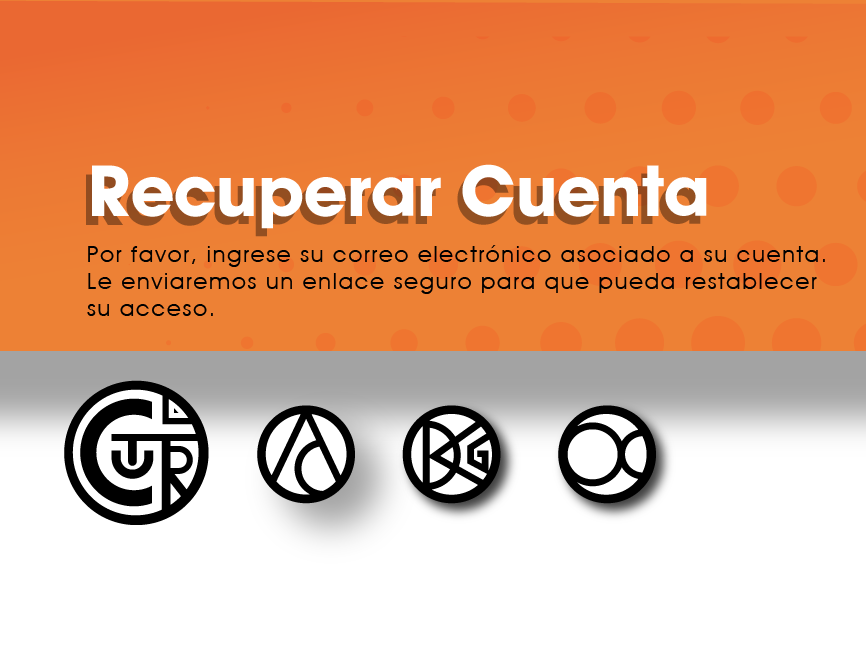 Recuperar Cuenta
Por favor, ingrese su correo electrónico asociado a su cuenta.
Le enviaremos un enlace seguro para que pueda restablecer
su acceso.